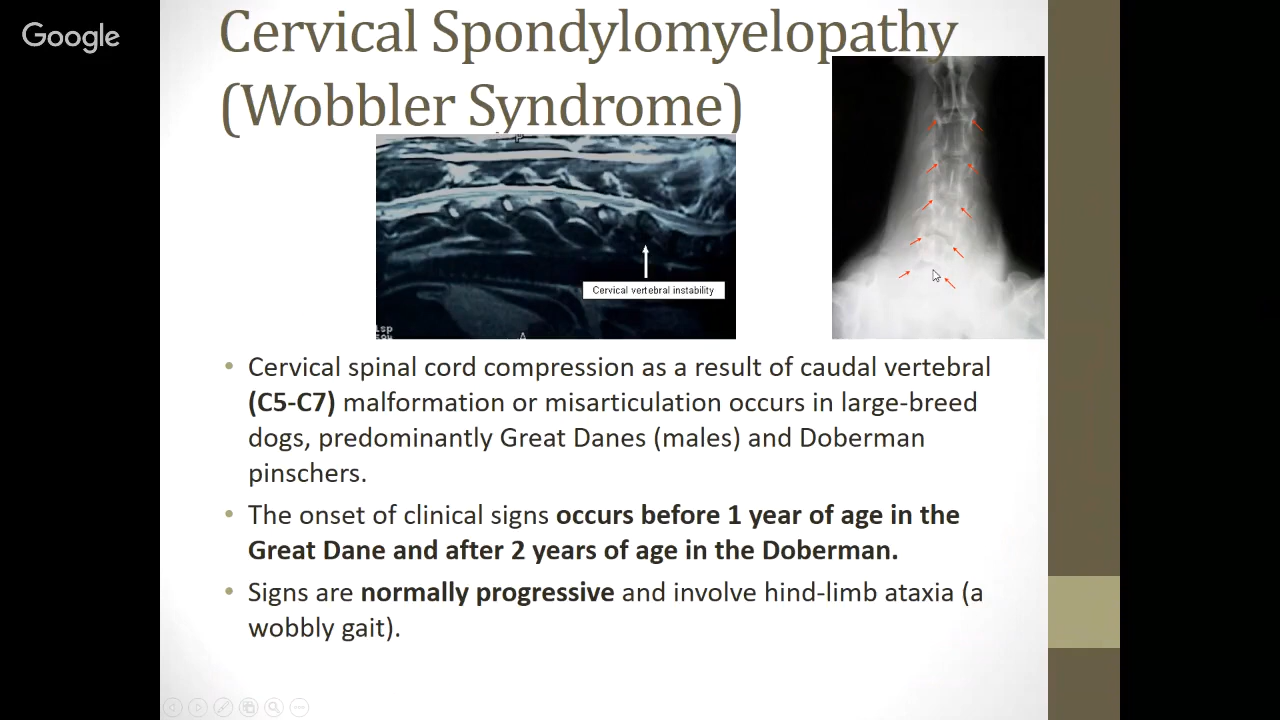 Google
Cervical Spondylomyelopathy
(Wobbler Syndrome)
Cervical vertebral instability
A
• Cervical spinal cord compression as a result of caudal vertebral
(C5-C7) malformation or misarticulation occurs in large-breed
dogs, predominantly Great Danes (males) and Doberman
pinschers.
• The onset of clinical signs occurs before 1 year of age in the
Great Dane and after 2 years of age in the Doberman.
• Signs are normally progressive and involve hind-limb ataxia (a
wobbly gait).